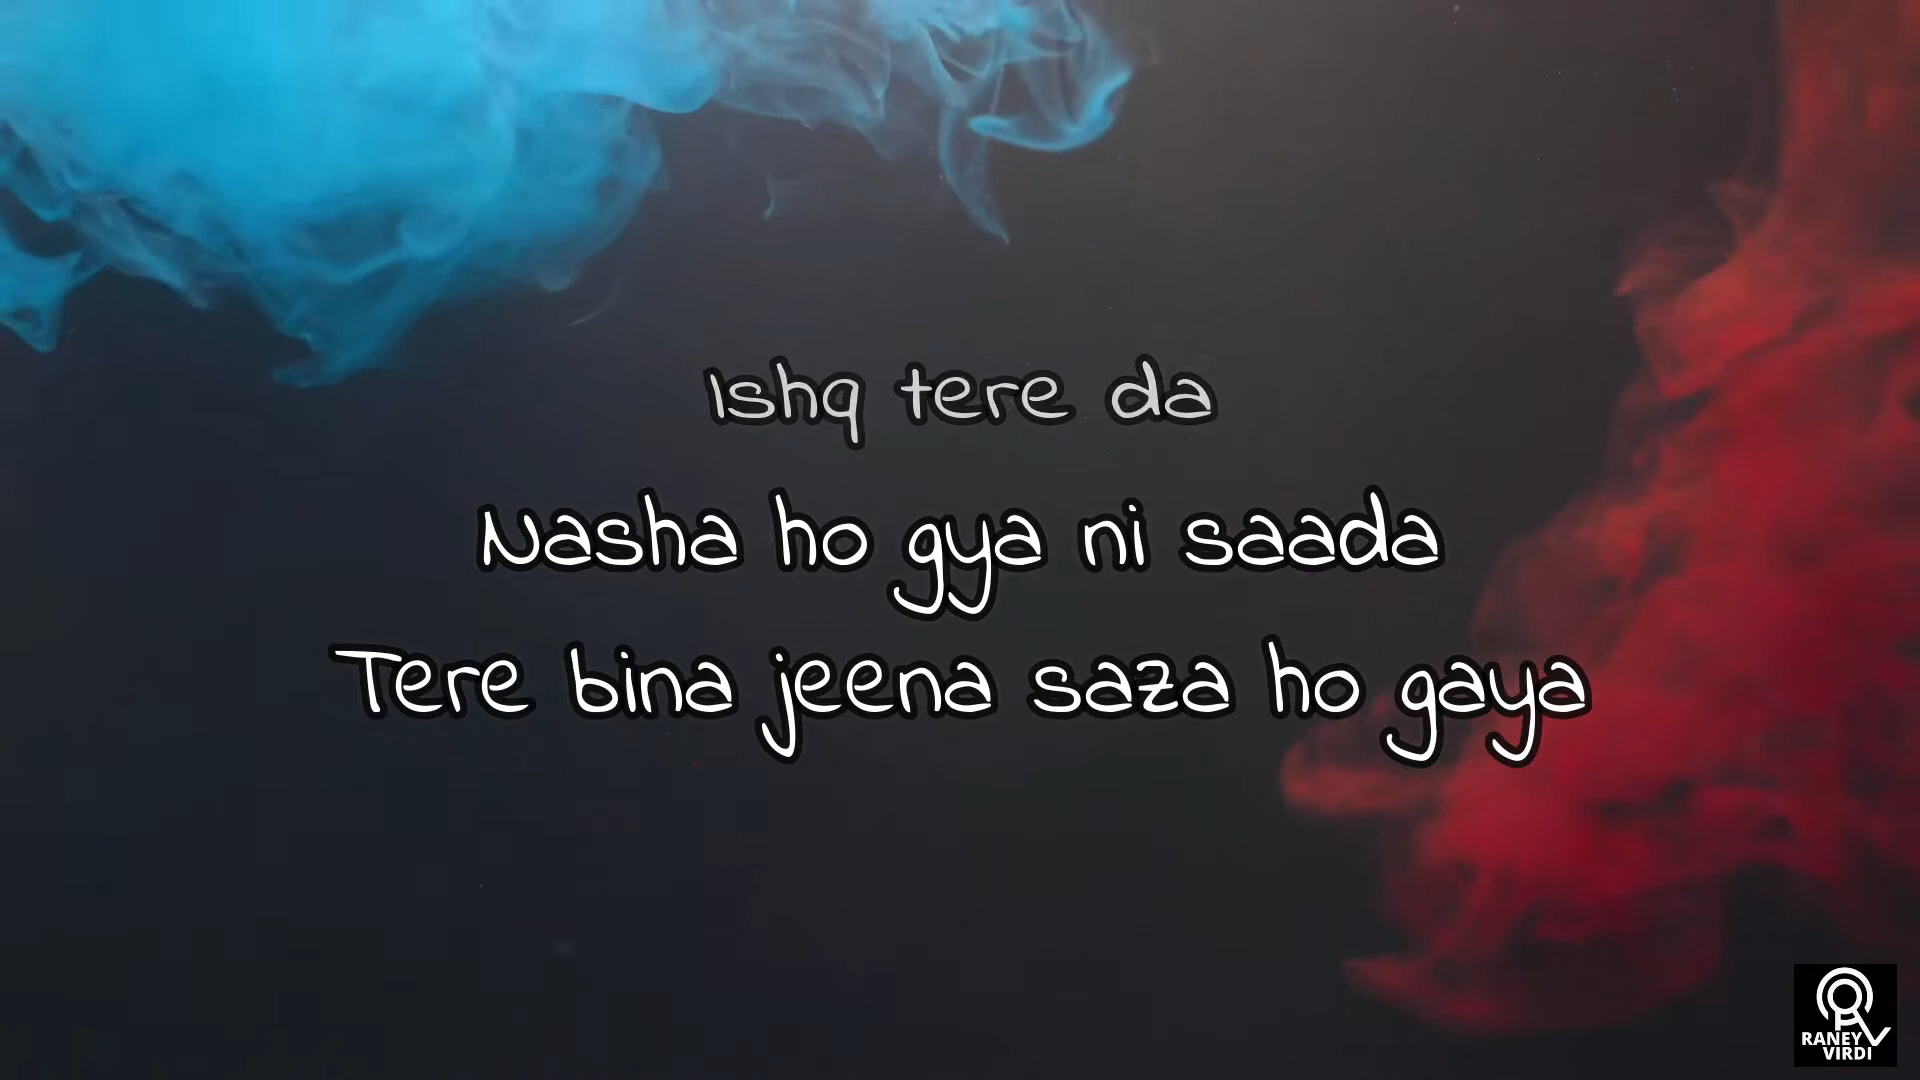 Ishq tere da
Nasha ho gya ni saada
Tere bina jeena saza ho gaya
RANEY
VIRDI